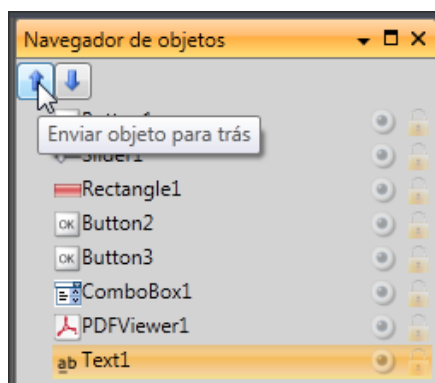 Navegador de objetos
Enviar objeto para trás
Slider1
Rectangle1
OK Button2
OK Button3
ComboBox1
PDFViewer1
ab Text1